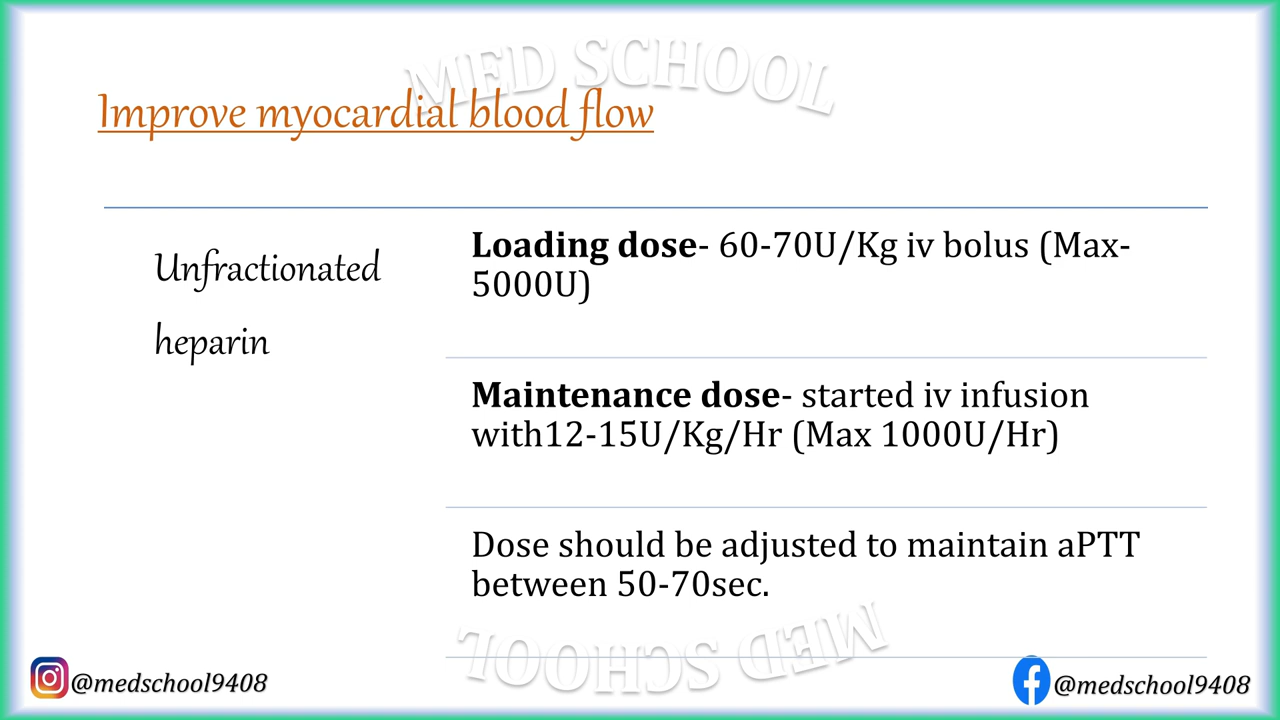 MED SCHOOL
Improve myocardial blood flow
Unfractionated
heparin
Loading dose- 60-70U/Kg iv bolus (Max-
5000U)
Maintenance dose- started iv infusion
with12-15U/Kg/Hr (Max 1000U/Hr)
Dose should be adjusted to maintain aPTT
between 50-70sec.
MED SCHOOL
@medschool9408
@medschool9408